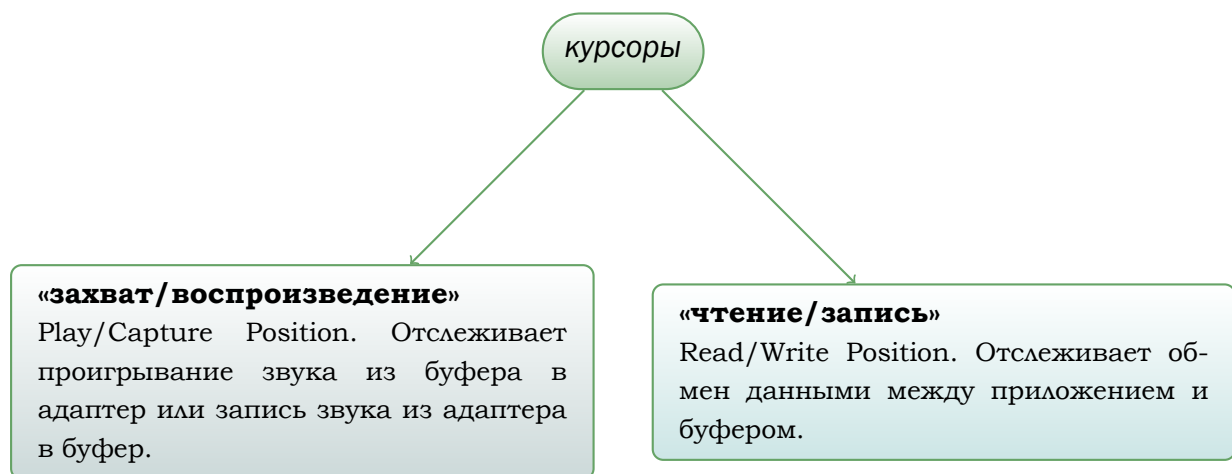 курсоры
«захват/воспроизведение»
Play/Capture Position. Отслеживает
проигрывание звука из буфера в
адаптер или запись звука из адаптера
в буфер.
«чтение/запись»
Read/Write Position. Отслеживает об-
мен данными между приложением и
буфером.